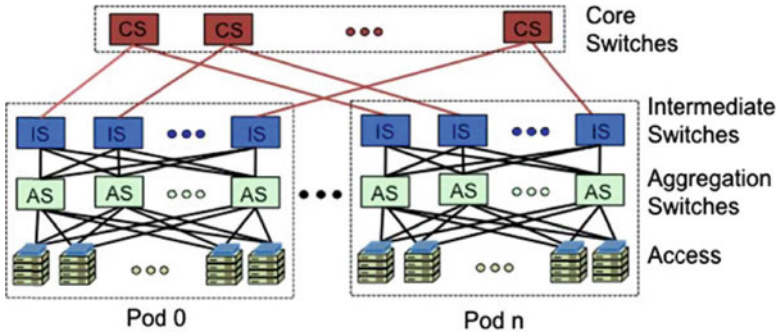 CS CS CS
Core
Switches
IS IS IS IS IS IS
Intermediate
Switches
AS AS AS AS AS AS
Aggregation
Switches
Access
Pod 0 Pod n